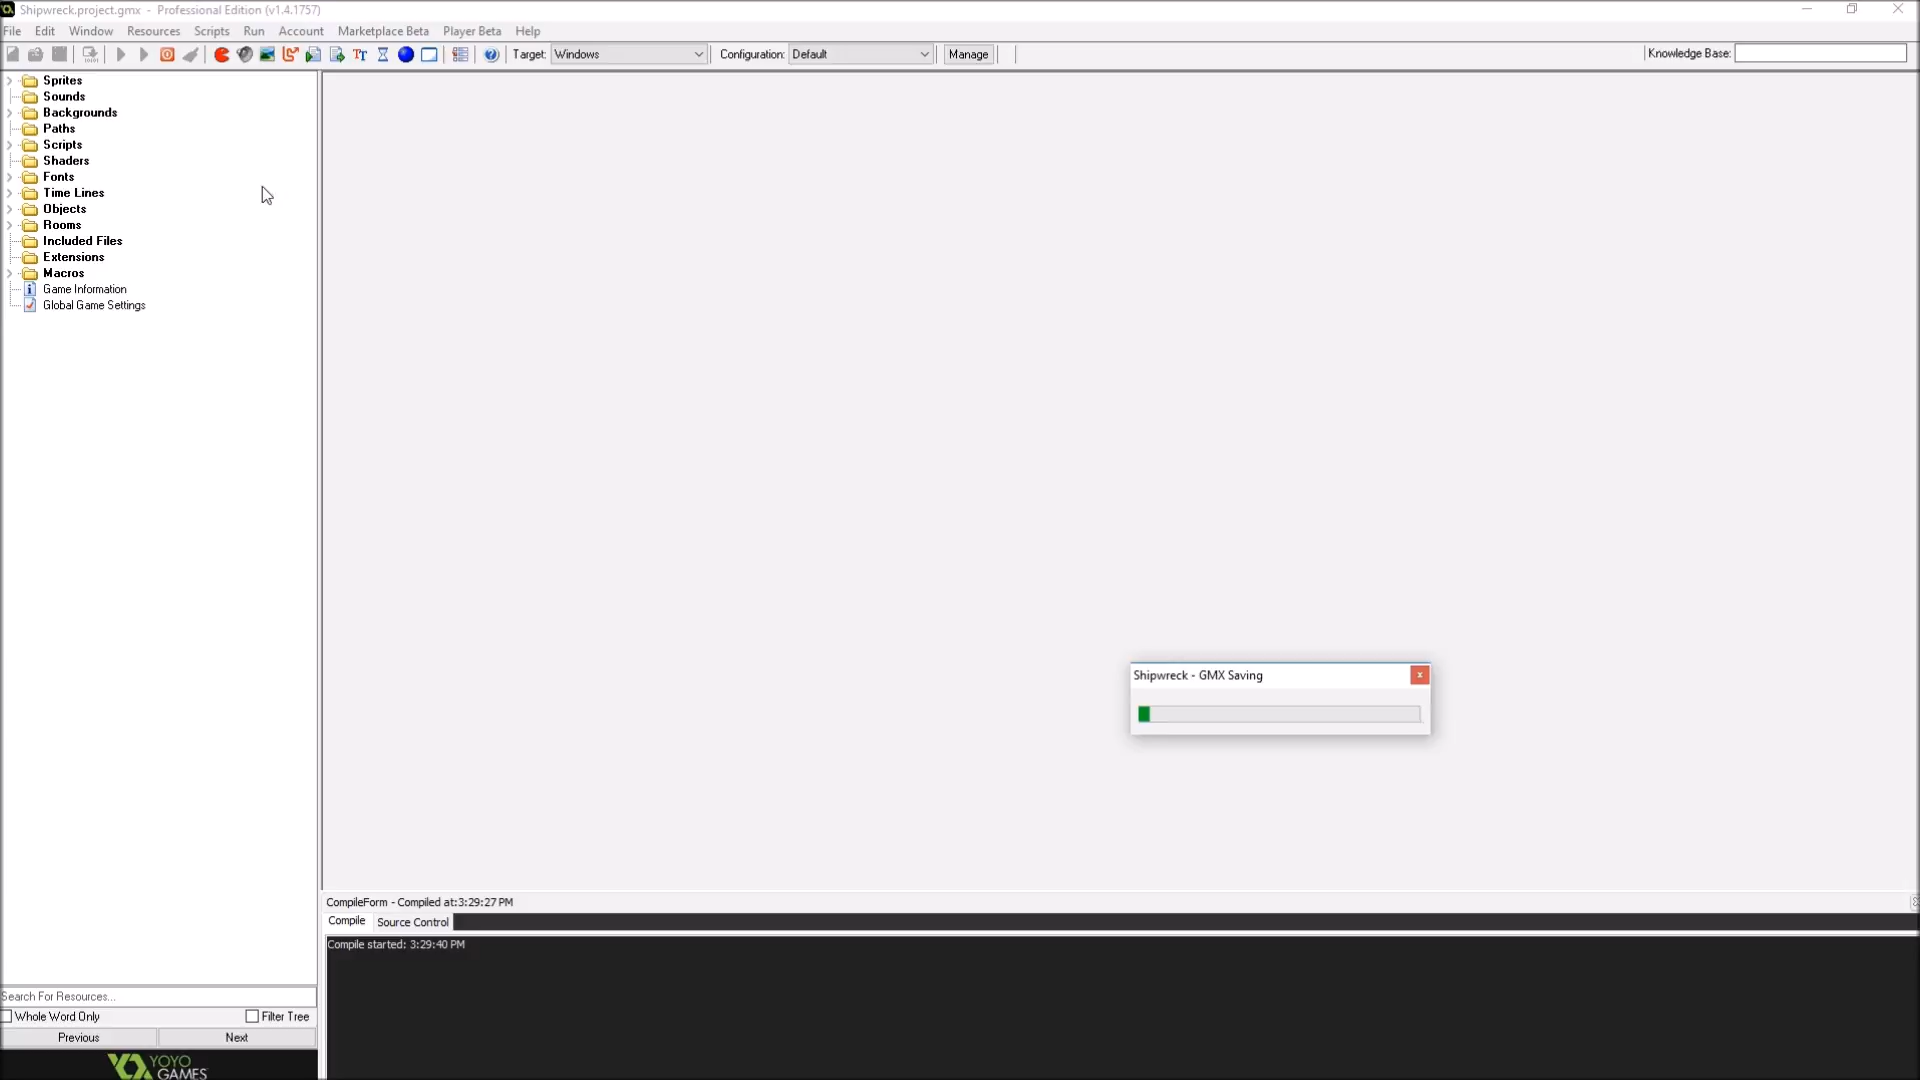 Shipwreck.project.gmx - Professional Edition (v1.4.1757)
File Edit Window Resources Scripts Run Account Marketplace Beta Player Beta Help
Target: Windows Configuration: Default Manage Knowledge Base:
Sprites
Sounds
Backgrounds
Paths
Scripts
Shaders
Fonts
Time Lines
Objects
Rooms
Included Files
Extensions
Macros
Game Information
Global Game Settings
Shipwreck - GMX Saving
CompileForm - Compiled at:3:29:27 PM
Compile Source Control
Compile started: 3:29:40 PM
Search For Resources...
Whole Word Only Filter Tree
Previous Next
YOYO
GAMES